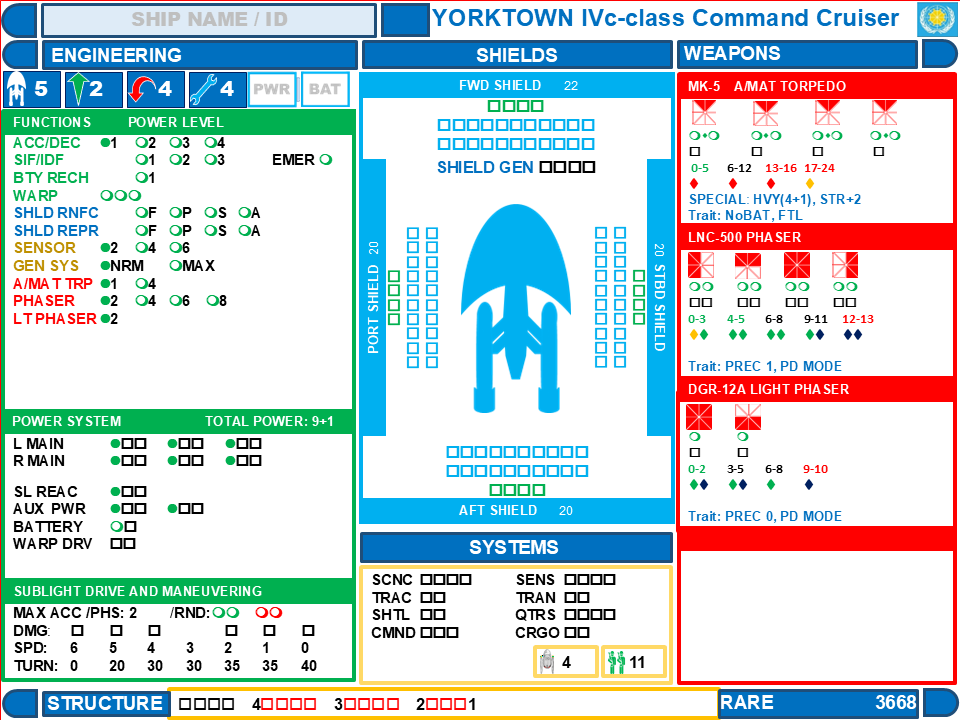 SHIP NAME / ID
YORKTOWN IVc-class Command Cruiser
ENGINEERING
SHIELDS
WEAPONS
5 2 4 4 PWR BAT
FUNCTIONS POWER LEVEL
ACC/DEC 1 2 3 4
SIF/IDF 1 2 3 EMER
BTY RECH 1
WARP
SHLD RNFC F P S A
SHLD REPR F P S A
SENSOR 2 4 6
GEN SYS NRM MAX
A/MAT TRP 1 4
PHASER 2 4 6 8
LT PHASER 2
POWER SYSTEM TOTAL POWER: 9+1
L MAIN
R MAIN
SL REAC
AUX PWR
BATTERY
WARP DRV
SUBLIGHT DRIVE AND MANEUVERING
MAX ACC /PHS: 2 /RND:
DMG:
SPD: 6 5 4 3 2 1 0
TURN: 0 20 30 30 35 35 40
FWD SHIELD 22
SHIELD GEN
PORT SHIELD 20
20 STBD SHIELD
AFT SHIELD 20
SYSTEMS
SCNC SENS
TRAC TRAN
SHTL QTRS
CMND CRGO
4 11
MK-5 A/MAT TORPEDO
0-5 6-12 13-16 17-24
SPECIAL: HVY(4+1), STR+2
Trait: NoBAT, FTL
LNC-500 PHASER
0-3 4-5 6-8 9-11 12-13
Trait: PREC 1, PD MODE
DGR-12A LIGHT PHASER
0-2 3-5 6-8 9-10
Trait: PREC 0, PD MODE
STRUCTURE 4 3 2 1
RARE 3668